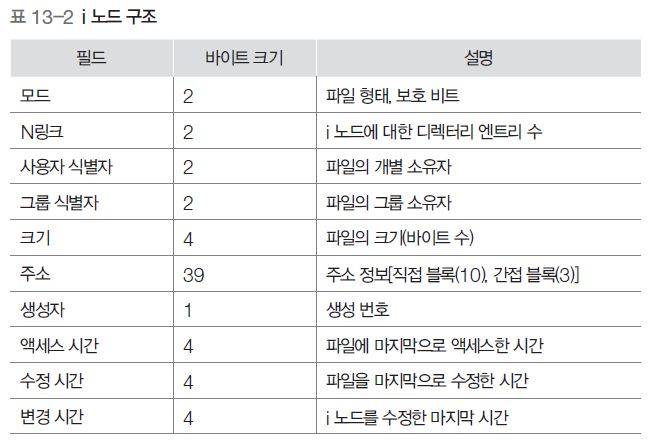 표 13-2 i 노드 구조
필드 바이트 크기 설명
모드 2 파일 형태, 보호 비트
N링크 2 i 노드에 대한 디렉터리 엔트리 수
사용자 식별자 2 파일의 개별 소유자
그룹 식별자 2 파일의 그룹 소유자
크기 4 파일의 크기(바이트 수)
주소 39 주소 정보[직접 블록(10), 간접 블록(3)]
생성자 1 생성 번호
액세스 시간 4 파일에 마지막으로 액세스한 시간
수정 시간 4 파일을 마지막으로 수정한 시간
변경 시간 4 i 노드를 수정한 마지막 시간